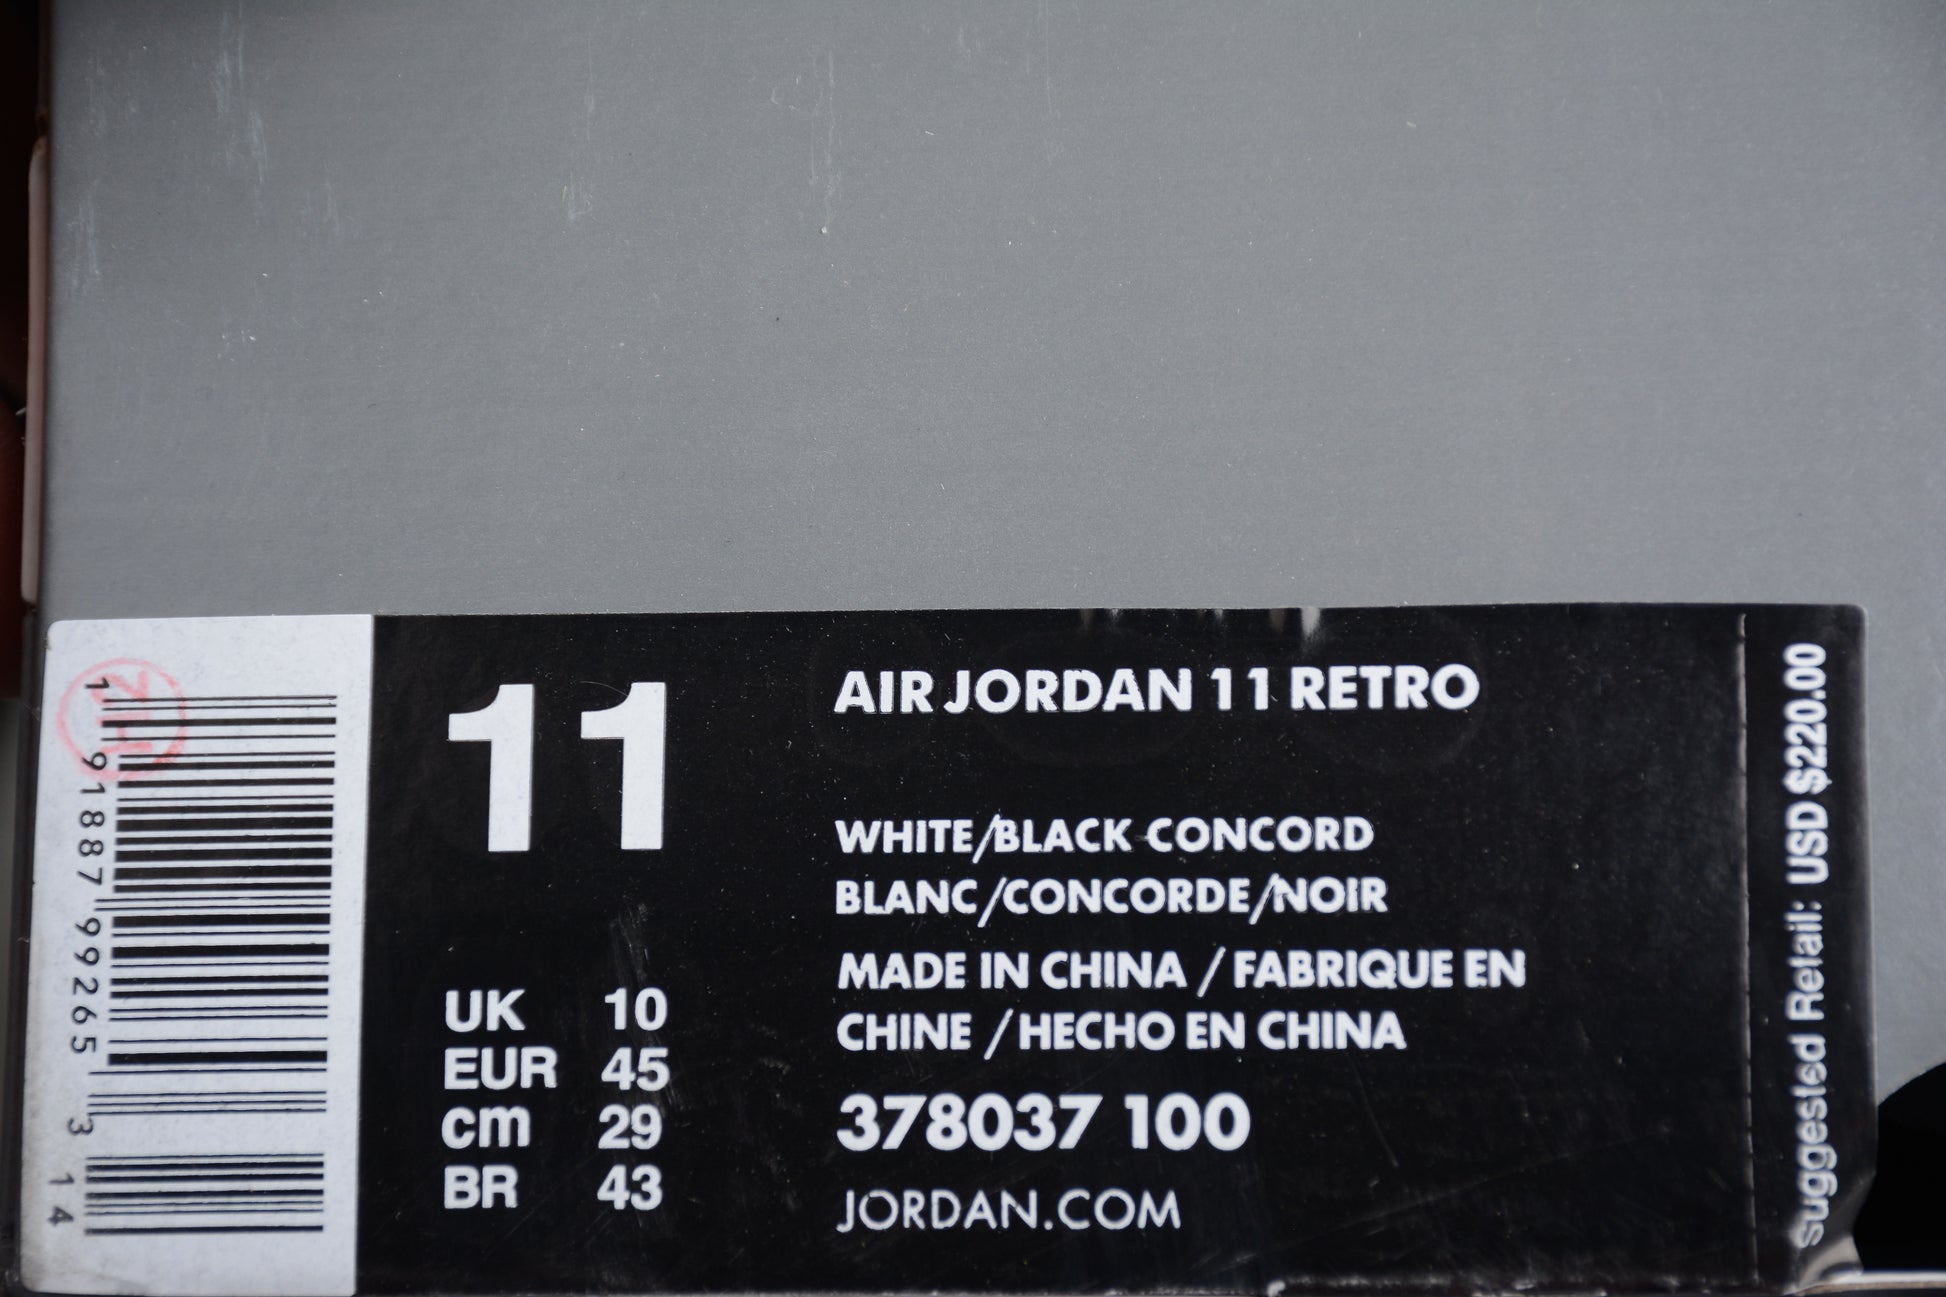 11
UK 10
EUR 45
cm 29
BR 43
AIR JORDAN 11 RETRO
WHITE/BLACK-CONCORD
BLANC/CONCORDE/NOIR
MADE IN CHINA / FABRIQUE EN
CHINE / HECHO EN CHINA
378037 100
JORDAN.COM
Suggested Retail: USD $220.00
1 91887 99265 3 14